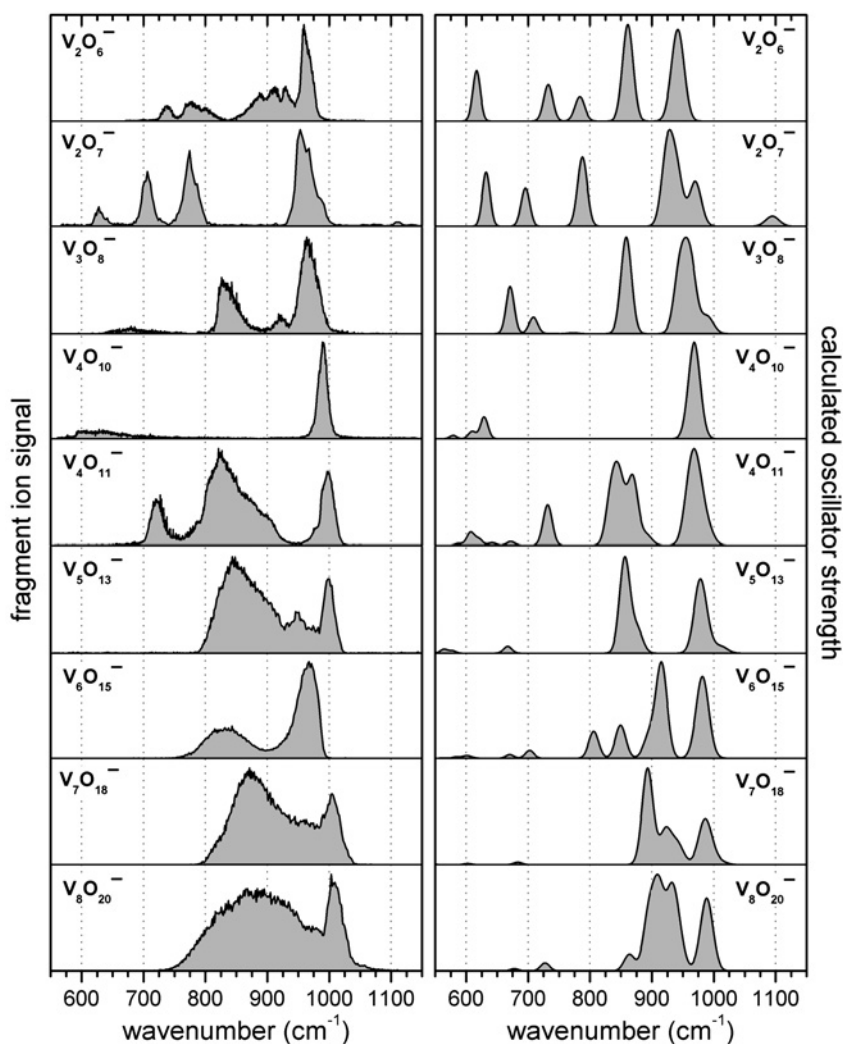 V₂O₆⁻ V₂O₆⁻
V₂O₇⁻ V₂O₇⁻
V₃O₈⁻ V₃O₈⁻
V₄O₁₀⁻ V₄O₁₀⁻
V₄O₁₁⁻ V₄O₁₁⁻
V₅O₁₃⁻ V₅O₁₃⁻
V₆O₁₅⁻ V₆O₁₅⁻
V₇O₁₈⁻ V₇O₁₈⁻
V₈O₂₀⁻ V₈O₂₀⁻
fragment ion signal
calculated oscillator strength
600 700 800 900 1000 1100 600 700 800 900 1000 1100
wavenumber (cm⁻¹) wavenumber (cm⁻¹)